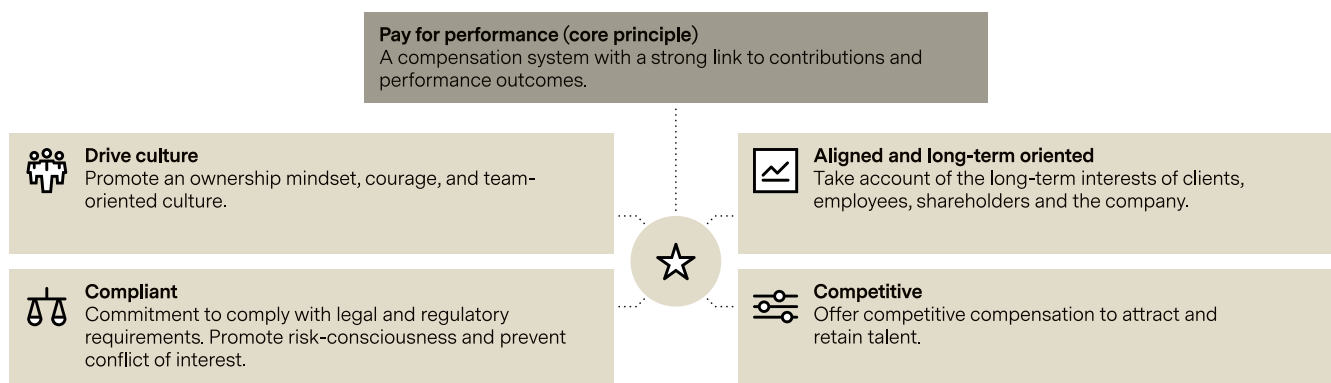 Pay for performance (core principle)
A compensation system with a strong link to contributions and
performance outcomes.
Drive culture
Promote an ownership mindset, courage, and team-
oriented culture.
Aligned and long-term oriented
Take account of the long-term interests of clients,
employees, shareholders and the company.
Compliant
Commitment to comply with legal and regulatory
requirements. Promote risk-consciousness and prevent
conflict of interest.
Competitive
Offer competitive compensation to attract and
retain talent.